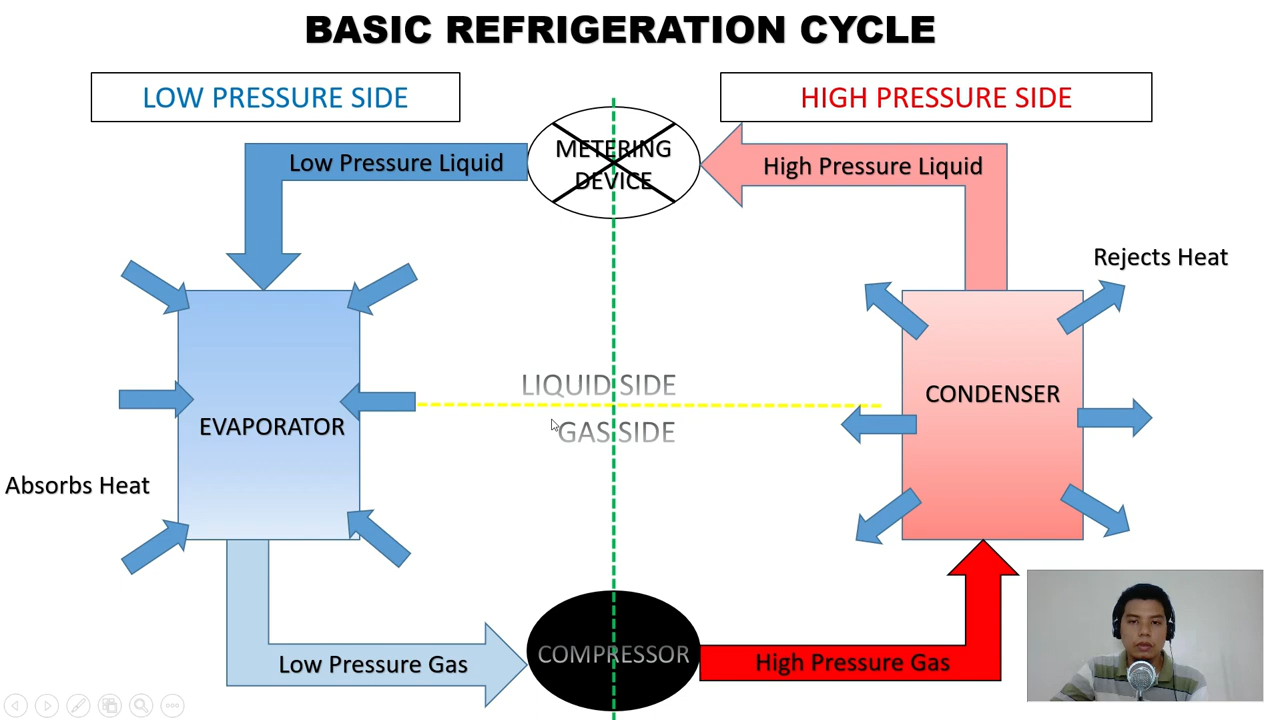 BASIC REFRIGERATION CYCLE
LOW PRESSURE SIDE
HIGH PRESSURE SIDE
METERING
DEVICE
Low Pressure Liquid
High Pressure Liquid
Rejects Heat
LIQUID SIDE
GAS SIDE
CONDENSER
EVAPORATOR
Absorbs Heat
COMPRESSOR
Low Pressure Gas
High Pressure Gas